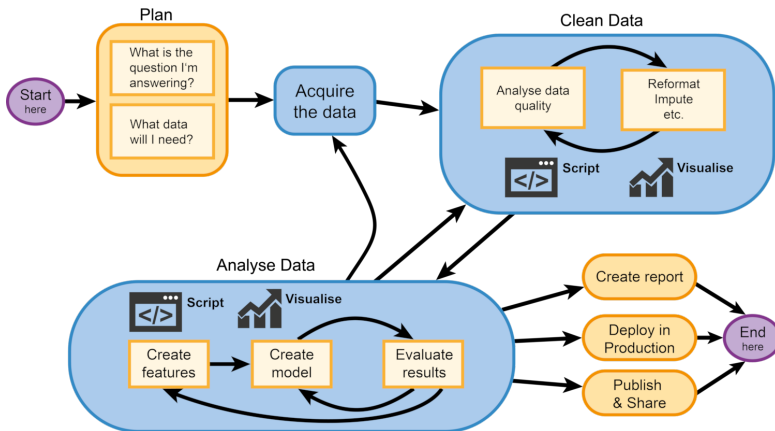 Plan
What is the
question I'm
answering?
What data
will I need?
Start
here
Acquire
the data
Clean Data
Analyse data
quality
Reformat
Impute
etc.
</>
Script
Visualise
Analyse Data
</>
Script
Visualise
Create
features
Create
model
Evaluate
results
Create report
Deploy in
Production
Publish
& Share
End
here